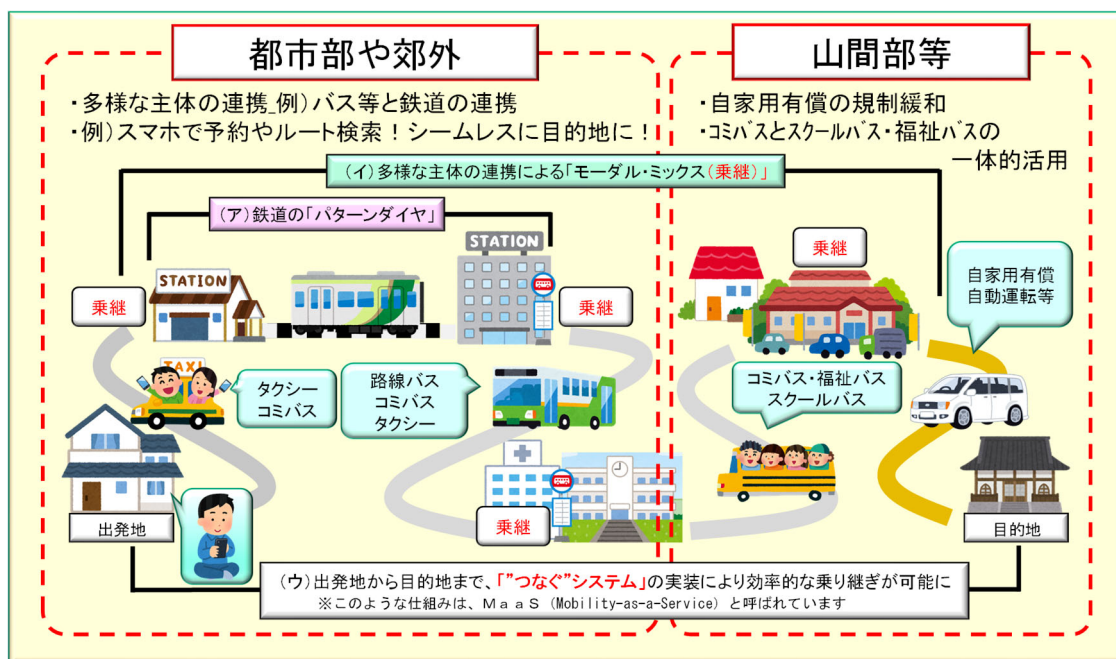 都市部や郊外
・多様な主体の連携_例）バス等と鉄道の連携
・例）スマホで予約やルート検索！シームレスに目的地に！
山間部等
・自家用有償の規制緩和
・コミバスとスクールバス・福祉バスの
一体的活用
（イ）多様な主体の連携による「モーダル・ミックス（乗継）」
（ア）鉄道の「パターンダイヤ」
STATION
STATION
乗継
乗継
乗継
自家用有償
自動運転等
TAXI
タクシー
コミバス
路線バス
コミバス
タクシー
コミバス・福祉バス
スクールバス
乗継
出発地
目的地
（ウ）出発地から目的地まで、「”つなぐ”システム」の実装により効率的な乗り継ぎが可能に
※このような仕組みは、ＭａａＳ（Mobility-as-a-Service）と呼ばれています